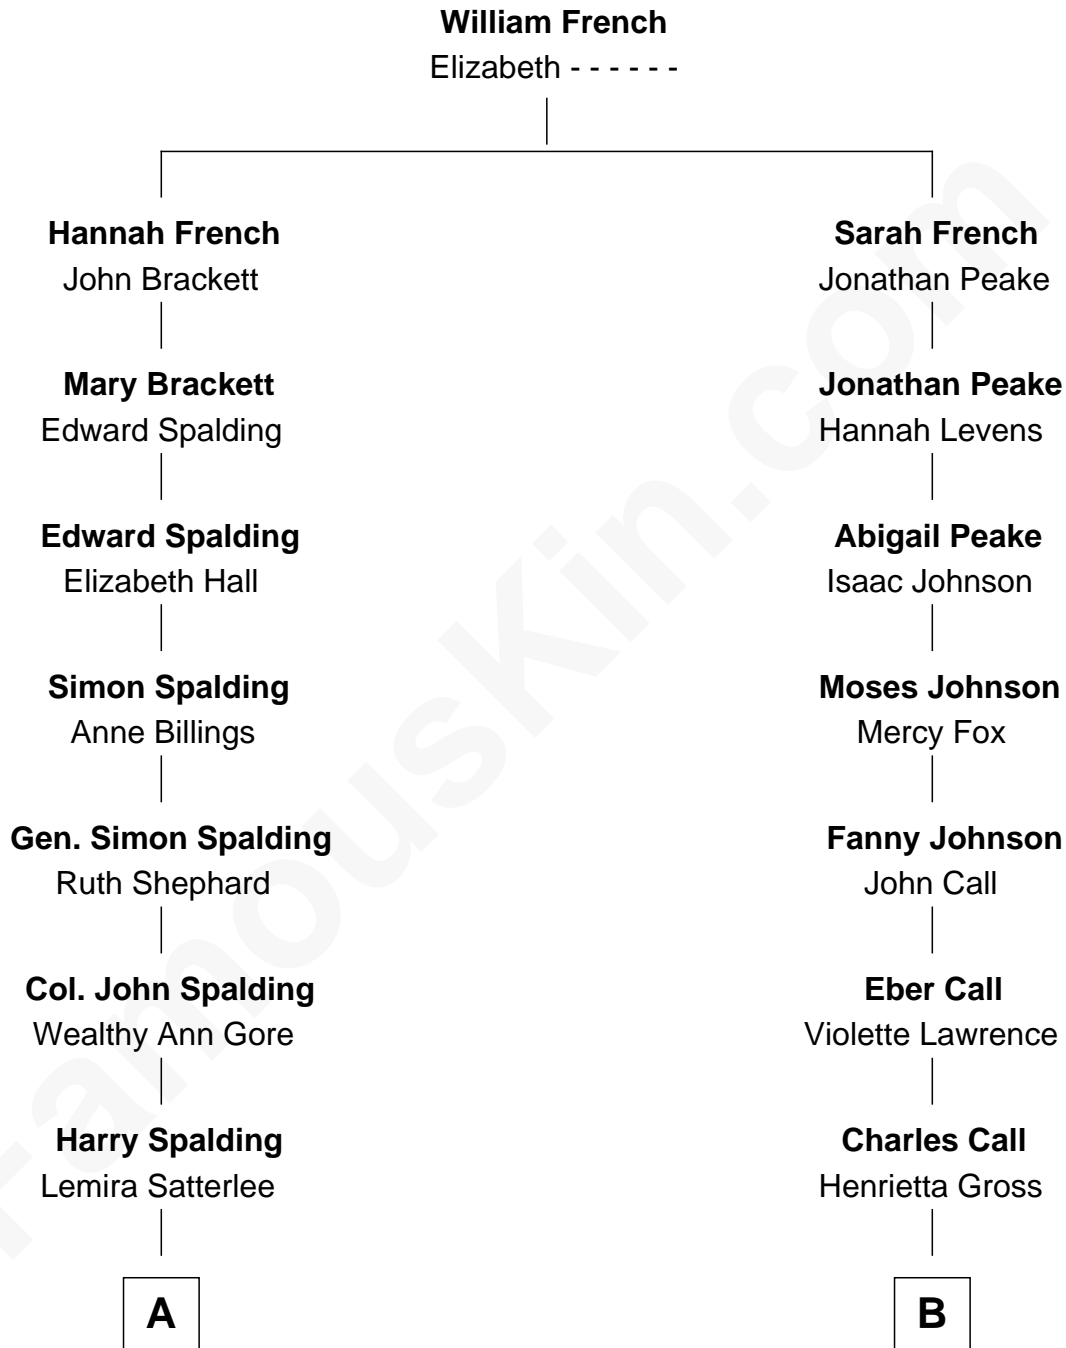 William French
Elizabeth - - - - - -
Hannah French
John Brackett
Sarah French
Jonathan Peake
Mary Brackett
Edward Spalding
Jonathan Peake
Hannah Levens
Edward Spalding
Elizabeth Hall
Abigail Peake
Isaac Johnson
Simon Spalding
Anne Billings
Moses Johnson
Mercy Fox
Gen. Simon Spalding
Ruth Shephard
Fanny Johnson
John Call
Col. John Spalding
Wealthy Ann Gore
Eber Call
Violette Lawrence
Harry Spalding
Lemira Satterlee
Charles Call
Henrietta Gross
A
B
FamousKin.com